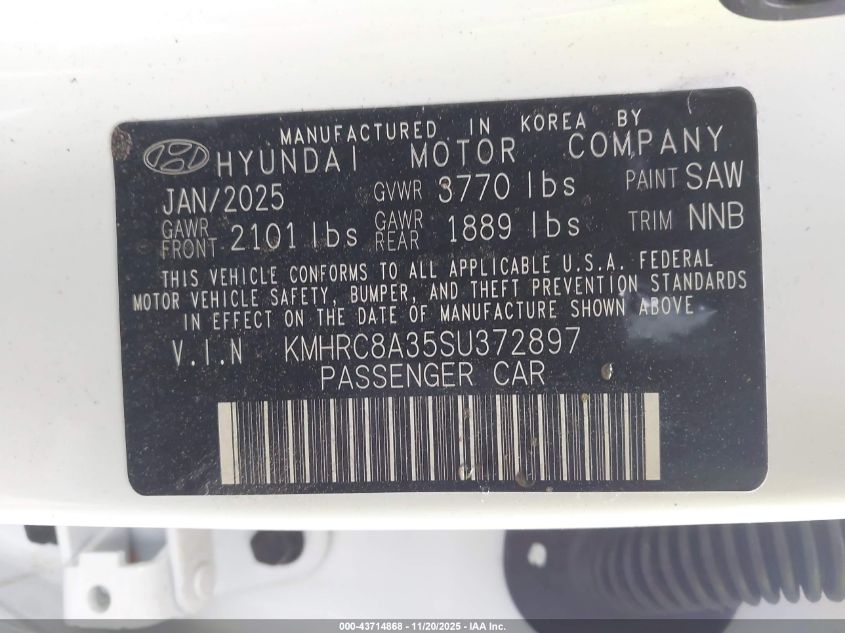 MANUFACTURED IN KOREA BY
HYUNDAI MOTOR COMPANY
JAN/2025 GVWR 3770 lbs PAINT SAW
GAWR FRONT 2101 lbs GAWR REAR 1889 lbs TRIM NNB
THIS VEHICLE CONFORMS TO ALL APPLICABLE U.S.A. FEDERAL
MOTOR VEHICLE SAFETY, BUMPER, AND THEFT PREVENTION STANDARDS
IN EFFECT ON THE DATE OF MANUFACTURE SHOWN ABOVE
V.I.N KMHRC8A35SU372897
PASSENGER CAR
000-43714868 - 11/20/2025 - IAA Inc.